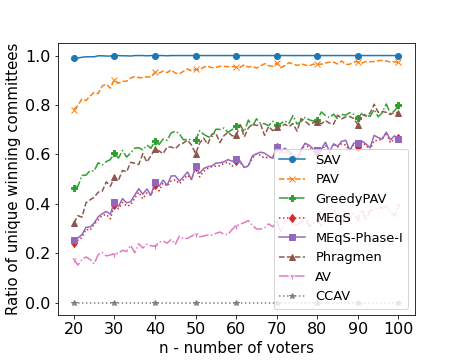 Ratio of unique winning committees
1.0
0.8
0.6
0.4
0.2
0.0
SAV
PAV
GreedyPAV
MEqS
MEqS-Phase-I
Phragmen
AV
CCAV
20 30 40 50 60 70 80 90 100
n - number of voters